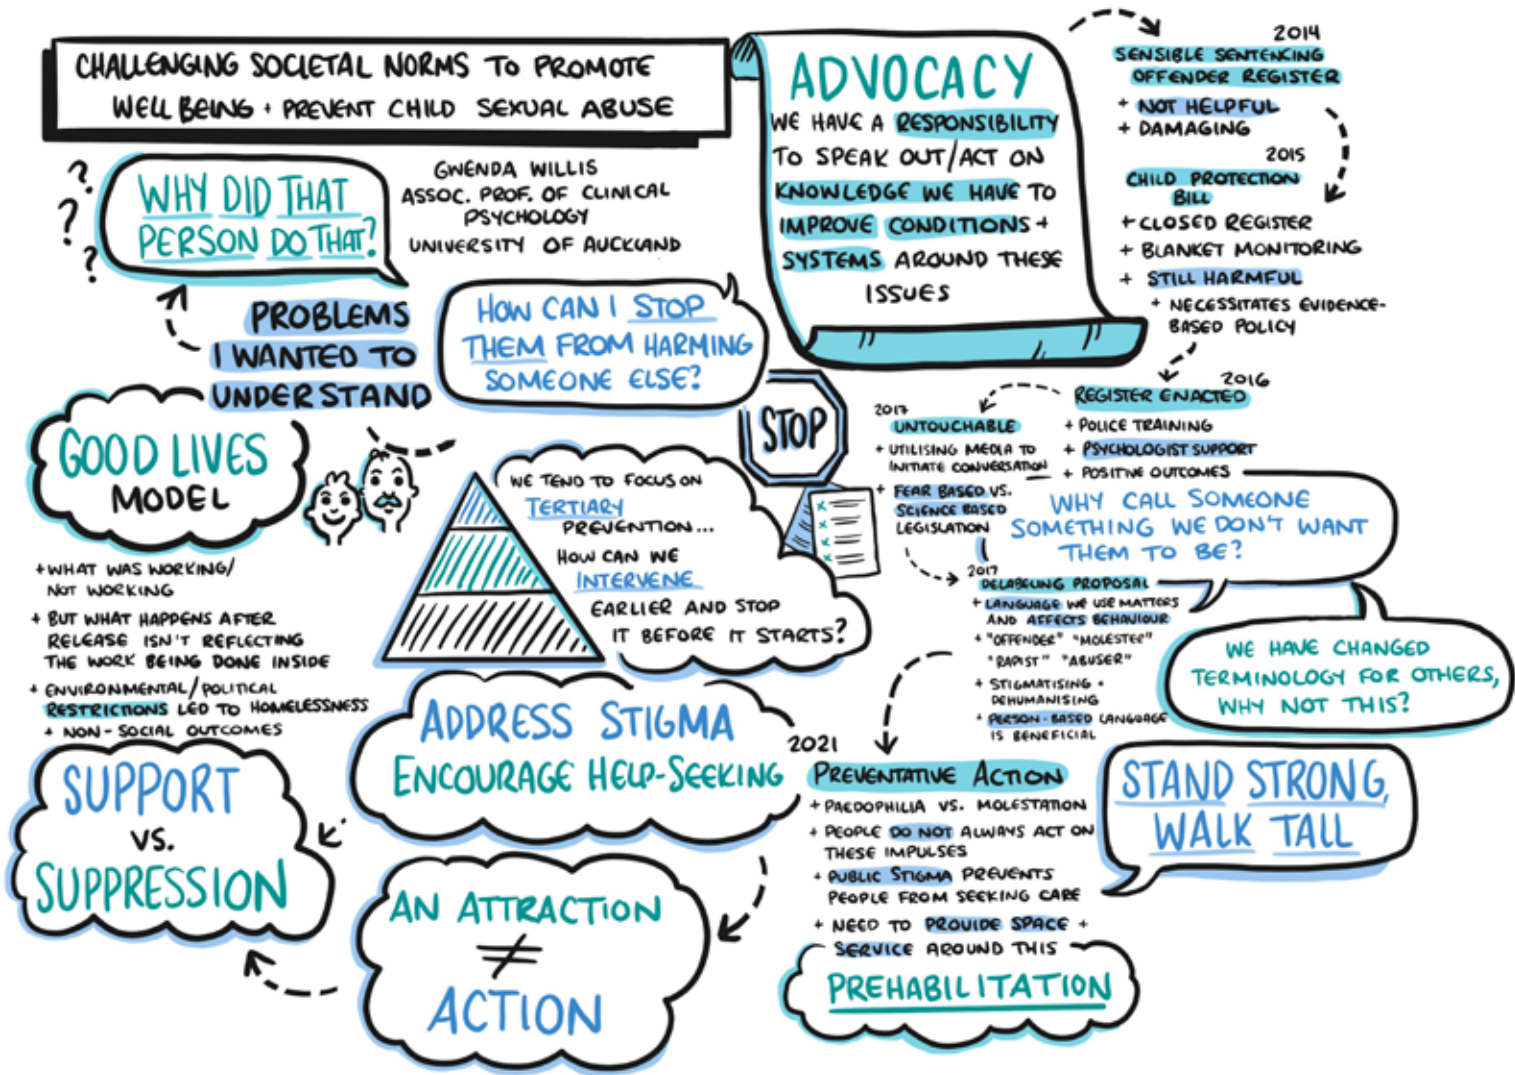 CHALLENGING SOCIETAL NORMS TO PROMOTE
WELL BEING + PREVENT CHILD SEXUAL ABUSE
GWENDA WILLIS
ASSOC. PROF. OF CLINICAL
PSYCHOLOGY
UNIVERSITY OF AUCKLAND
? ? ?
WHY DID THAT
PERSON DO THAT?
PROBLEMS
I WANTED TO
UNDERSTAND
HOW CAN I STOP
THEM FROM HARMING
SOMEONE ELSE?
STOP
GOOD LIVES
MODEL
+ WHAT WAS WORKING/
NOT WORKING
+ BUT WHAT HAPPENS AFTER
RELEASE ISN'T REFLECTING
THE WORK BEING DONE INSIDE
+ ENVIRONMENTAL/POLITICAL
RESTRICTIONS LED TO HOMELESSNESS
+ NON-SOCIAL OUTCOMES
WE TEND TO FOCUS ON
TERTIARY
PREVENTION...
HOW CAN WE
INTERVENE
EARLIER AND STOP
IT BEFORE IT STARTS?
ADDRESS STIGMA
ENCOURAGE HELP-SEEKING
SUPPORT
VS.
SUPPRESSION
AN ATTRACTION
≠
ACTION
ADVOCACY
WE HAVE A RESPONSIBILITY
TO SPEAK OUT/ACT ON
KNOWLEDGE WE HAVE TO
IMPROVE CONDITIONS +
SYSTEMS AROUND THESE
ISSUES
2014
SENSIBLE SENTENCING
OFFENDER REGISTER
+ NOT HELPFUL
+ DAMAGING
2015
CHILD PROTECTION
BILL
+ CLOSED REGISTER
+ BLANKET MONITORING
+ STILL HARMFUL
+ NECESSITATES EVIDENCE-
BASED POLICY
2016
REGISTER ENACTED
+ POLICE TRAINING
+ PSYCHOLOGIST SUPPORT
+ POSITIVE OUTCOMES
2017
UNTOUCHABLE
+ UTILISING MEDIA TO
INITIATE CONVERSATION
+ FEAR BASED VS.
SCIENCE BASED
LEGISLATION
WHY CALL SOMEONE
SOMETHING WE DON'T WANT
THEM TO BE?
2017
DELABELING PROPOSAL
+ LANGUAGE WE USE MATTERS
AND AFFECTS BEHAVIOUR
+ "OFFENDER" "MOLESTER"
"RAPIST" "ABUSER"
+ STIGMATISING +
DEHUMANISING
+ PERSON-BASED LANGUAGE
IS BENEFICIAL
WE HAVE CHANGED
TERMINOLOGY FOR OTHERS,
WHY NOT THIS?
2021
PREVENTATIVE ACTION
+ PAEDOPHILIA VS. MOLESTATION
+ PEOPLE DO NOT ALWAYS ACT ON
THESE IMPULSES
+ PUBLIC STIGMA PREVENTS
PEOPLE FROM SEEKING CARE
+ NEED TO PROVIDE SPACE +
SERVICE AROUND THIS
PREHABILITATION
STAND STRONG,
WALK TALL